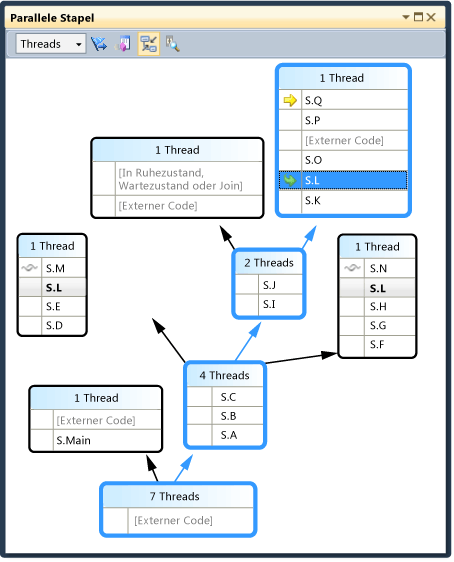 Parallele Stapel
Threads
1 Thread
S.Q
S.P
[Externer Code]
S.O
S.L
S.K
1 Thread
[In Ruhezustand,
Wartezustand oder Join]
[Externer Code]
1 Thread
S.M
S.L
S.E
S.D
2 Threads
S.J
S.I
1 Thread
S.N
S.L
S.H
S.G
S.F
4 Threads
S.C
S.B
S.A
1 Thread
[Externer Code]
S.Main
7 Threads
[Externer Code]